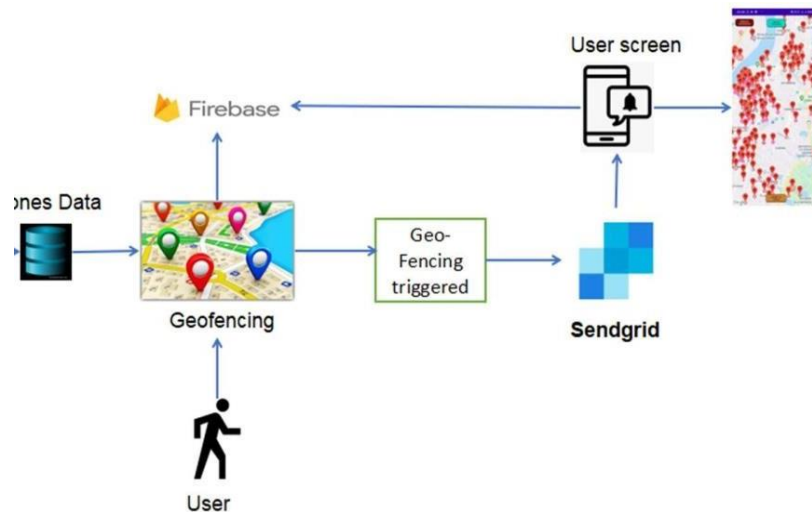 User screen
Firebase
ones Data
Geo-
Fencing
triggered
Geofencing
Sendgrid
User